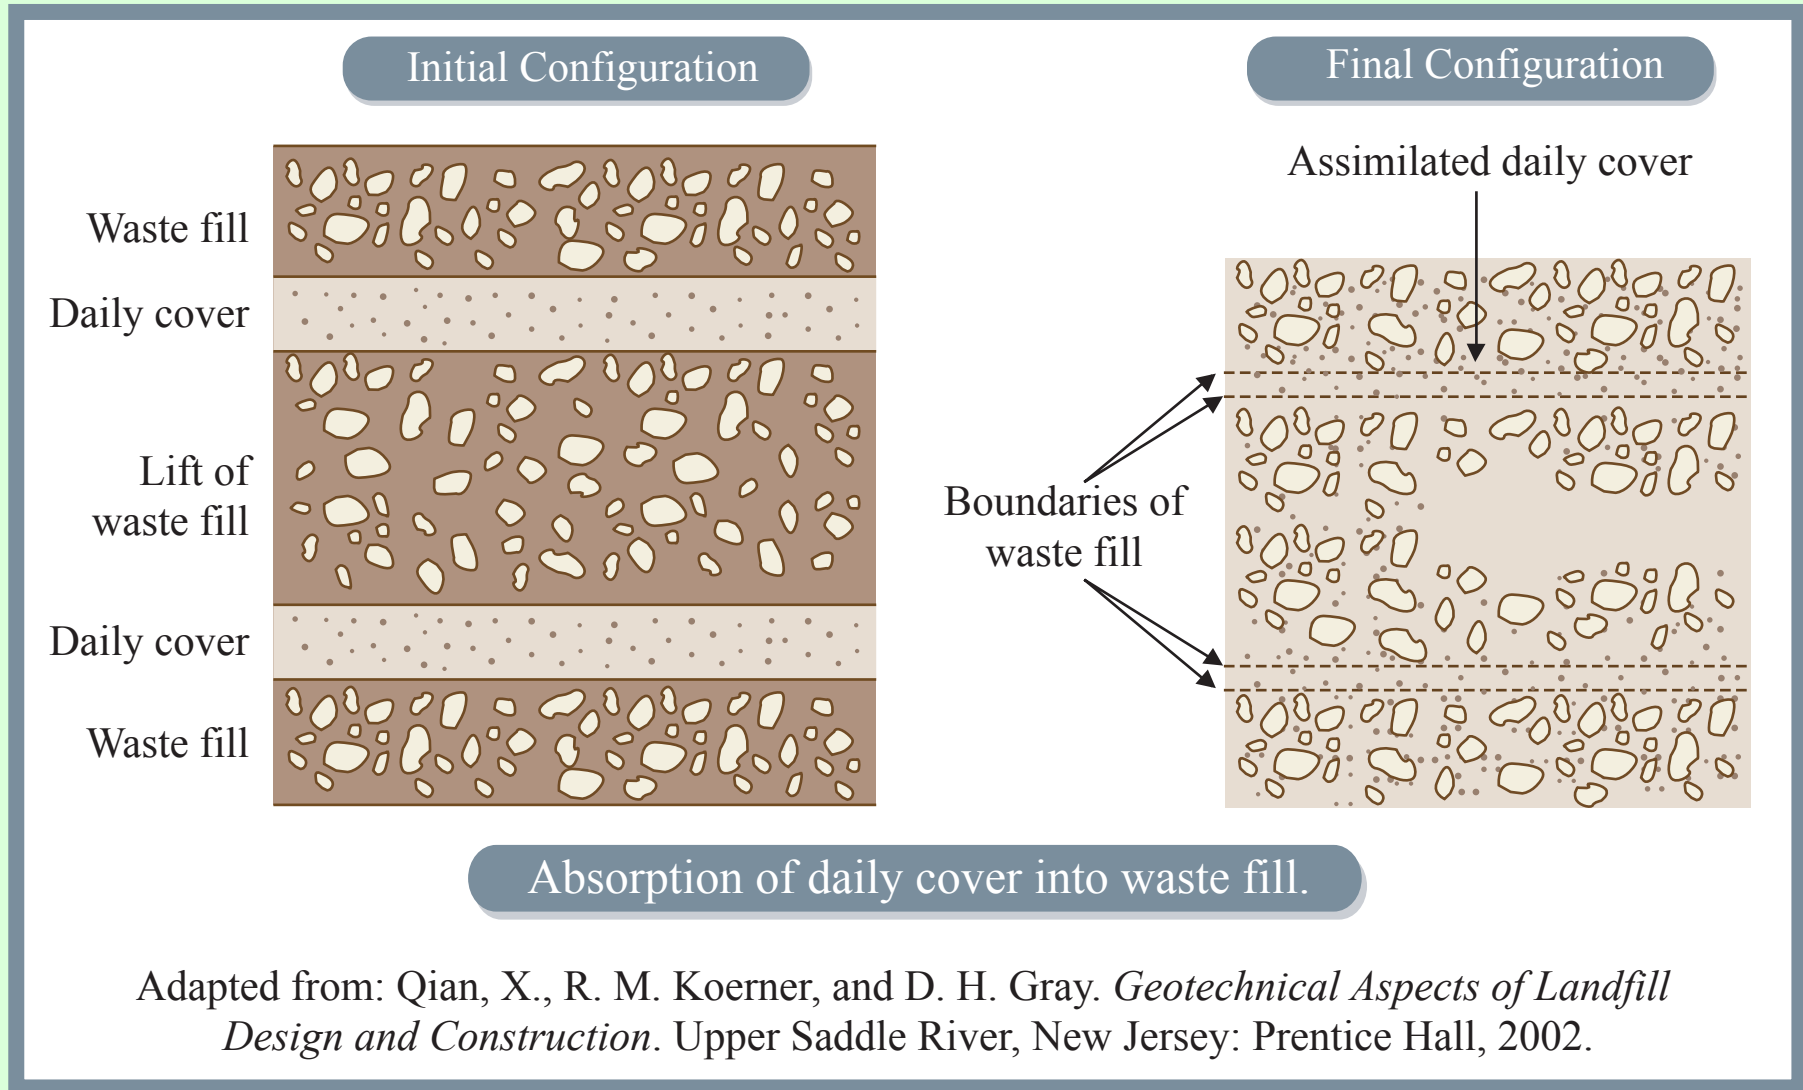 Initial Configuration
Final Configuration
Waste fill
Daily cover
Lift of
waste fill
Daily cover
Waste fill
Assimilated daily cover
Boundaries of
waste fill
Absorption of daily cover into waste fill.
Adapted from: Qian, X., R. M. Koerner, and D. H. Gray. Geotechnical Aspects of Landfill
Design and Construction. Upper Saddle River, New Jersey: Prentice Hall, 2002.